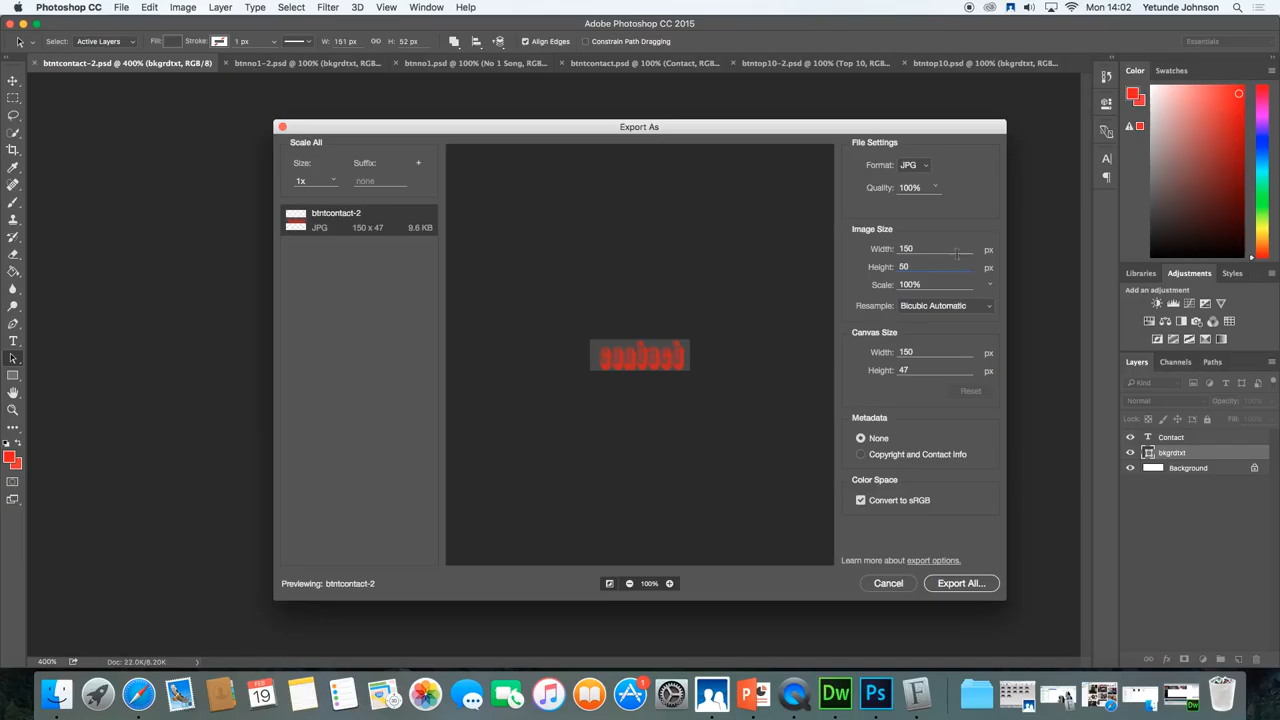 Photoshop CC File Edit Image Layer Type Select Filter 3D View Window Help Mon 14:02 Yetunde Johnson
Adobe Photoshop CC 2015
Select: Active Layers Fill: Stroke: 1 px W: 151 px H: 52 px Align Edges Constrain Path Dragging Essentials
btntcontact-2.psd @ 400% (bkgrdtxt, RGB/8) btnno1-2.psd @ 100% (bkgrdtxt, RGB... btnno1.psd @ 100% (No 1 Song, RGB... btntcontact.psd @ 100% (Contact, RGB... btntop10-2.psd @ 100% (Top 10, RGB... btntop10.psd @ 100% (bkgrdtxt, RGB...
Color Swatches
Export As
Scale All
Size: Suffix: +
1x none
btntcontact-2
JPG 150 x 47 9.6 KB
File Settings
Format: JPG
Quality: 100%
Image Size
Width: 150 px
Height: 50 px
Scale: 100%
Resample: Bicubic Automatic
Canvas Size
Width: 150 px
Height: 47 px
Reset
Metadata
None
Copyright and Contact Info
Color Space
Convert to sRGB
Learn more about export options.
Previewing: btntcontact-2
100%
Cancel Export All...
Libraries Adjustments Styles
Add an adjustment
Layers Channels Paths
Kind
Normal Opacity: 100%
Lock: Fill: 100%
Contact
bkgrdtxt
Background
400% Doc: 22.0K/8.20K
FEB
19
1
Dw
Ps